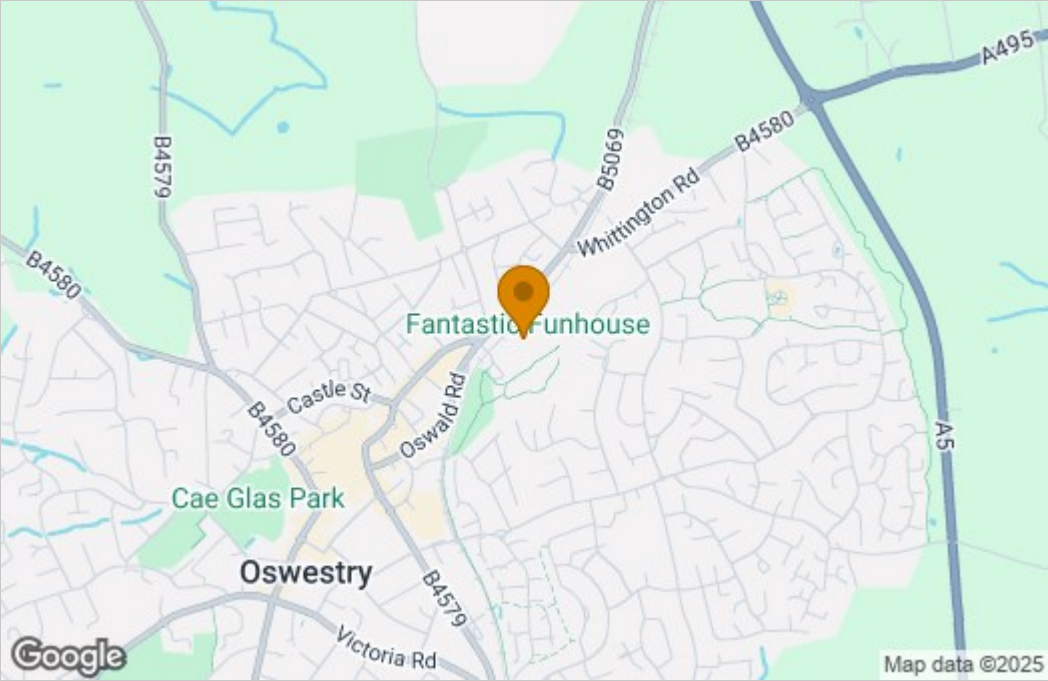 A495
B4580
B5069
B4579
Whittington Rd
B4580
Fantastic Funhouse
Castle St
Oswald Rd
B4580
A5
Cae Glas Park
Oswestry
B4579
Victoria Rd
Google
Map data ©2025